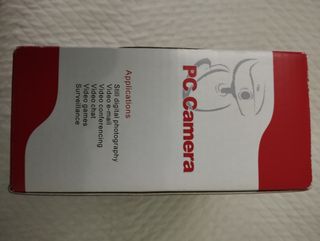 PC Camera
Applications
Still digital photography
Video e-mail
Video conferencing
Video chat
Video games
Surveillance